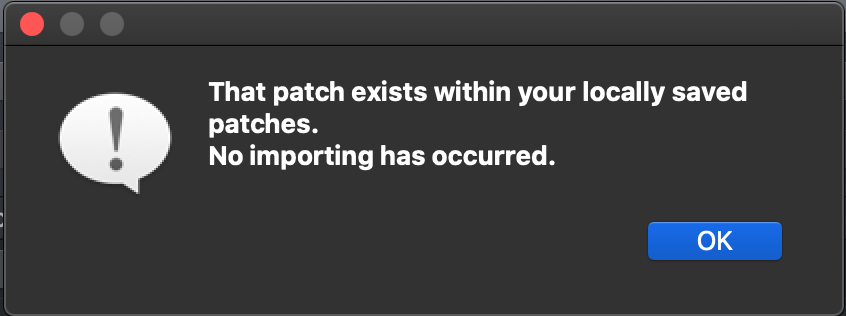 That patch exists within your locally saved
patches.
No importing has occurred.
OK